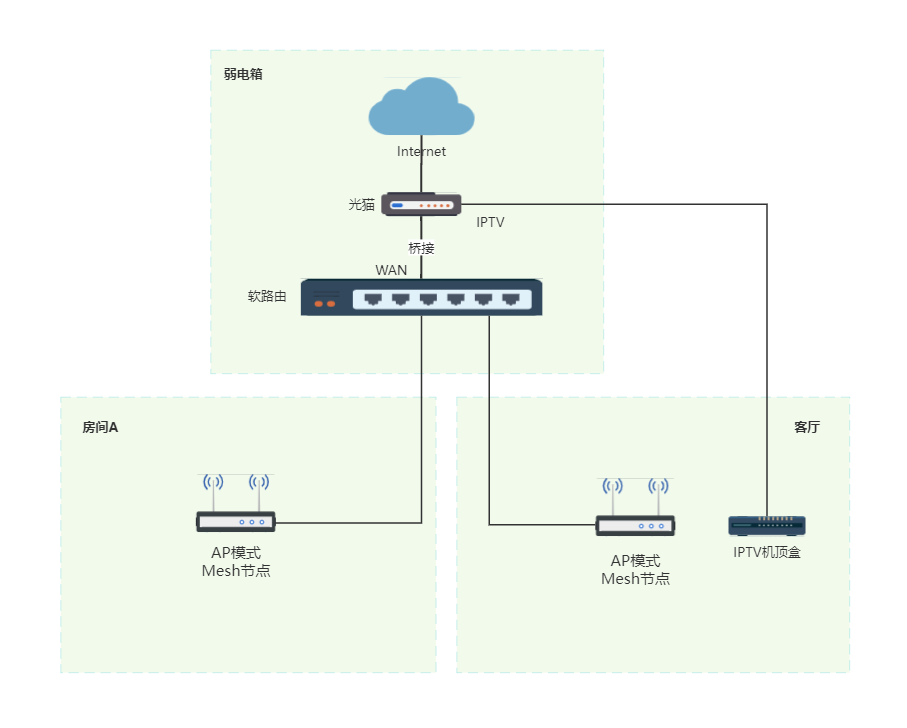 弱电箱
Internet
光猫
IPTV
桥接
WAN
软路由
房间A
客厅
AP模式
Mesh节点
AP模式
Mesh节点
IPTV机顶盒